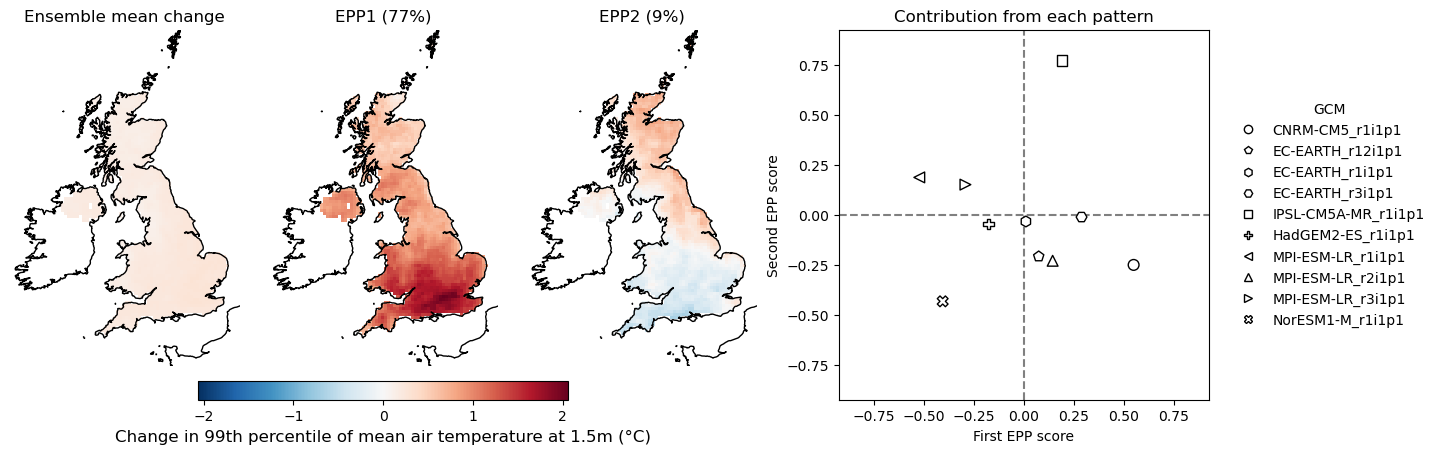 Ensemble mean change
EPP1 (77%)
EPP2 (9%)
−2
−1
0
1
2
Change in 99th percentile of mean air temperature at 1.5m (°C)
Contribution from each pattern
Second EPP score
0.75
0.50
0.25
0.00
−0.25
−0.50
−0.75
−0.75
−0.50
−0.25
0.00
0.25
0.50
0.75
First EPP score
GCM
CNRM-CM5_r1i1p1
EC-EARTH_r12i1p1
EC-EARTH_r1i1p1
EC-EARTH_r3i1p1
IPSL-CM5A-MR_r1i1p1
HadGEM2-ES_r1i1p1
MPI-ESM-LR_r1i1p1
MPI-ESM-LR_r2i1p1
MPI-ESM-LR_r3i1p1
NorESM1-M_r1i1p1